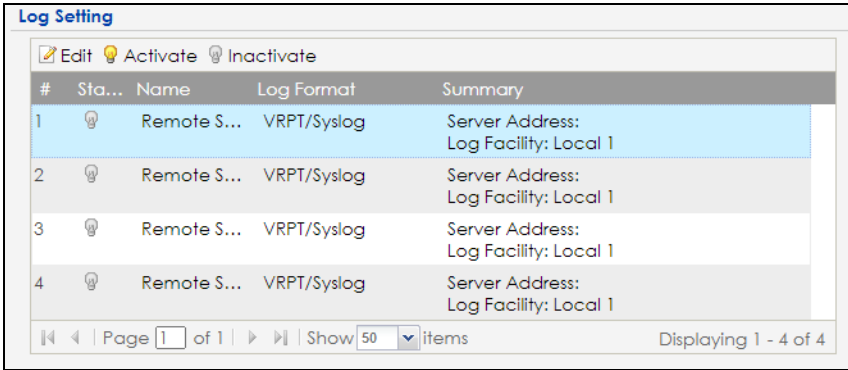 Log Setting
Edit Activate Inactivate
# Sta... Name Log Format Summary
1 Remote S... VRPT/Syslog Server Address:
Log Facility: Local 1
2 Remote S... VRPT/Syslog Server Address:
Log Facility: Local 1
3 Remote S... VRPT/Syslog Server Address:
Log Facility: Local 1
4 Remote S... VRPT/Syslog Server Address:
Log Facility: Local 1
Page 1 of 1 Show 50 items Displaying 1 - 4 of 4